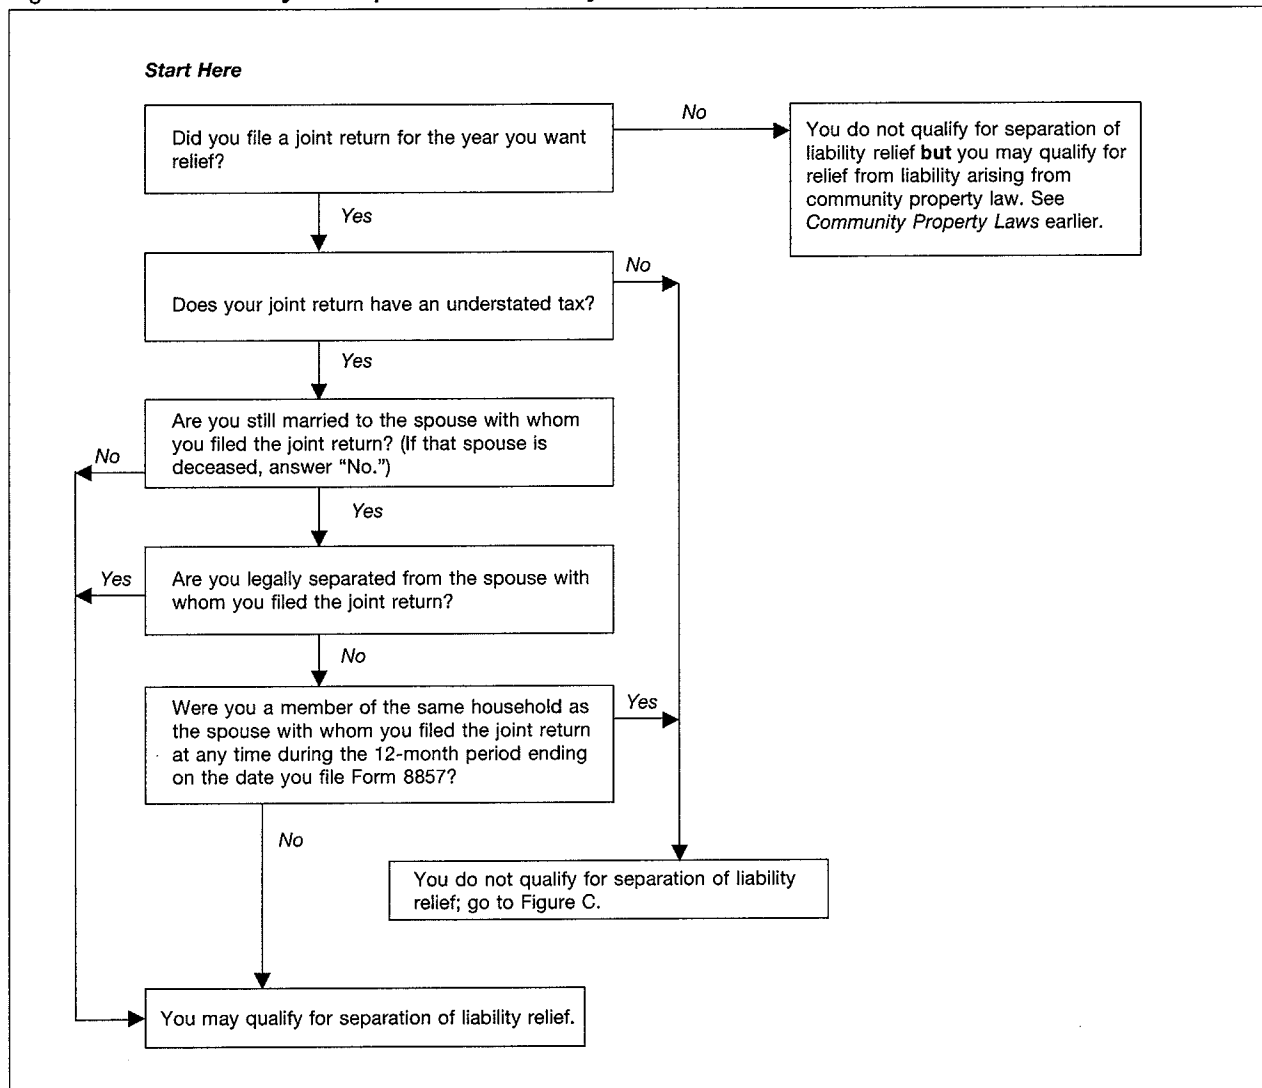 Start Here
Did you file a joint return for the year you want
relief?
No
You do not qualify for separation of
liability relief but you may qualify for
relief from liability arising from
community property law. See
Community Property Laws earlier.
Yes
No
Does your joint return have an understated tax?
Yes
Are you still married to the spouse with whom
you filed the joint return? (If that spouse is
deceased, answer “No.”)
No
Yes
Yes
Are you legally separated from the spouse with
whom you filed the joint return?
No
Were you a member of the same household as
the spouse with whom you filed the joint return
at any time during the 12-month period ending
on the date you file Form 8857?
Yes
No
You do not qualify for separation of liability
relief; go to Figure C.
You may qualify for separation of liability relief.